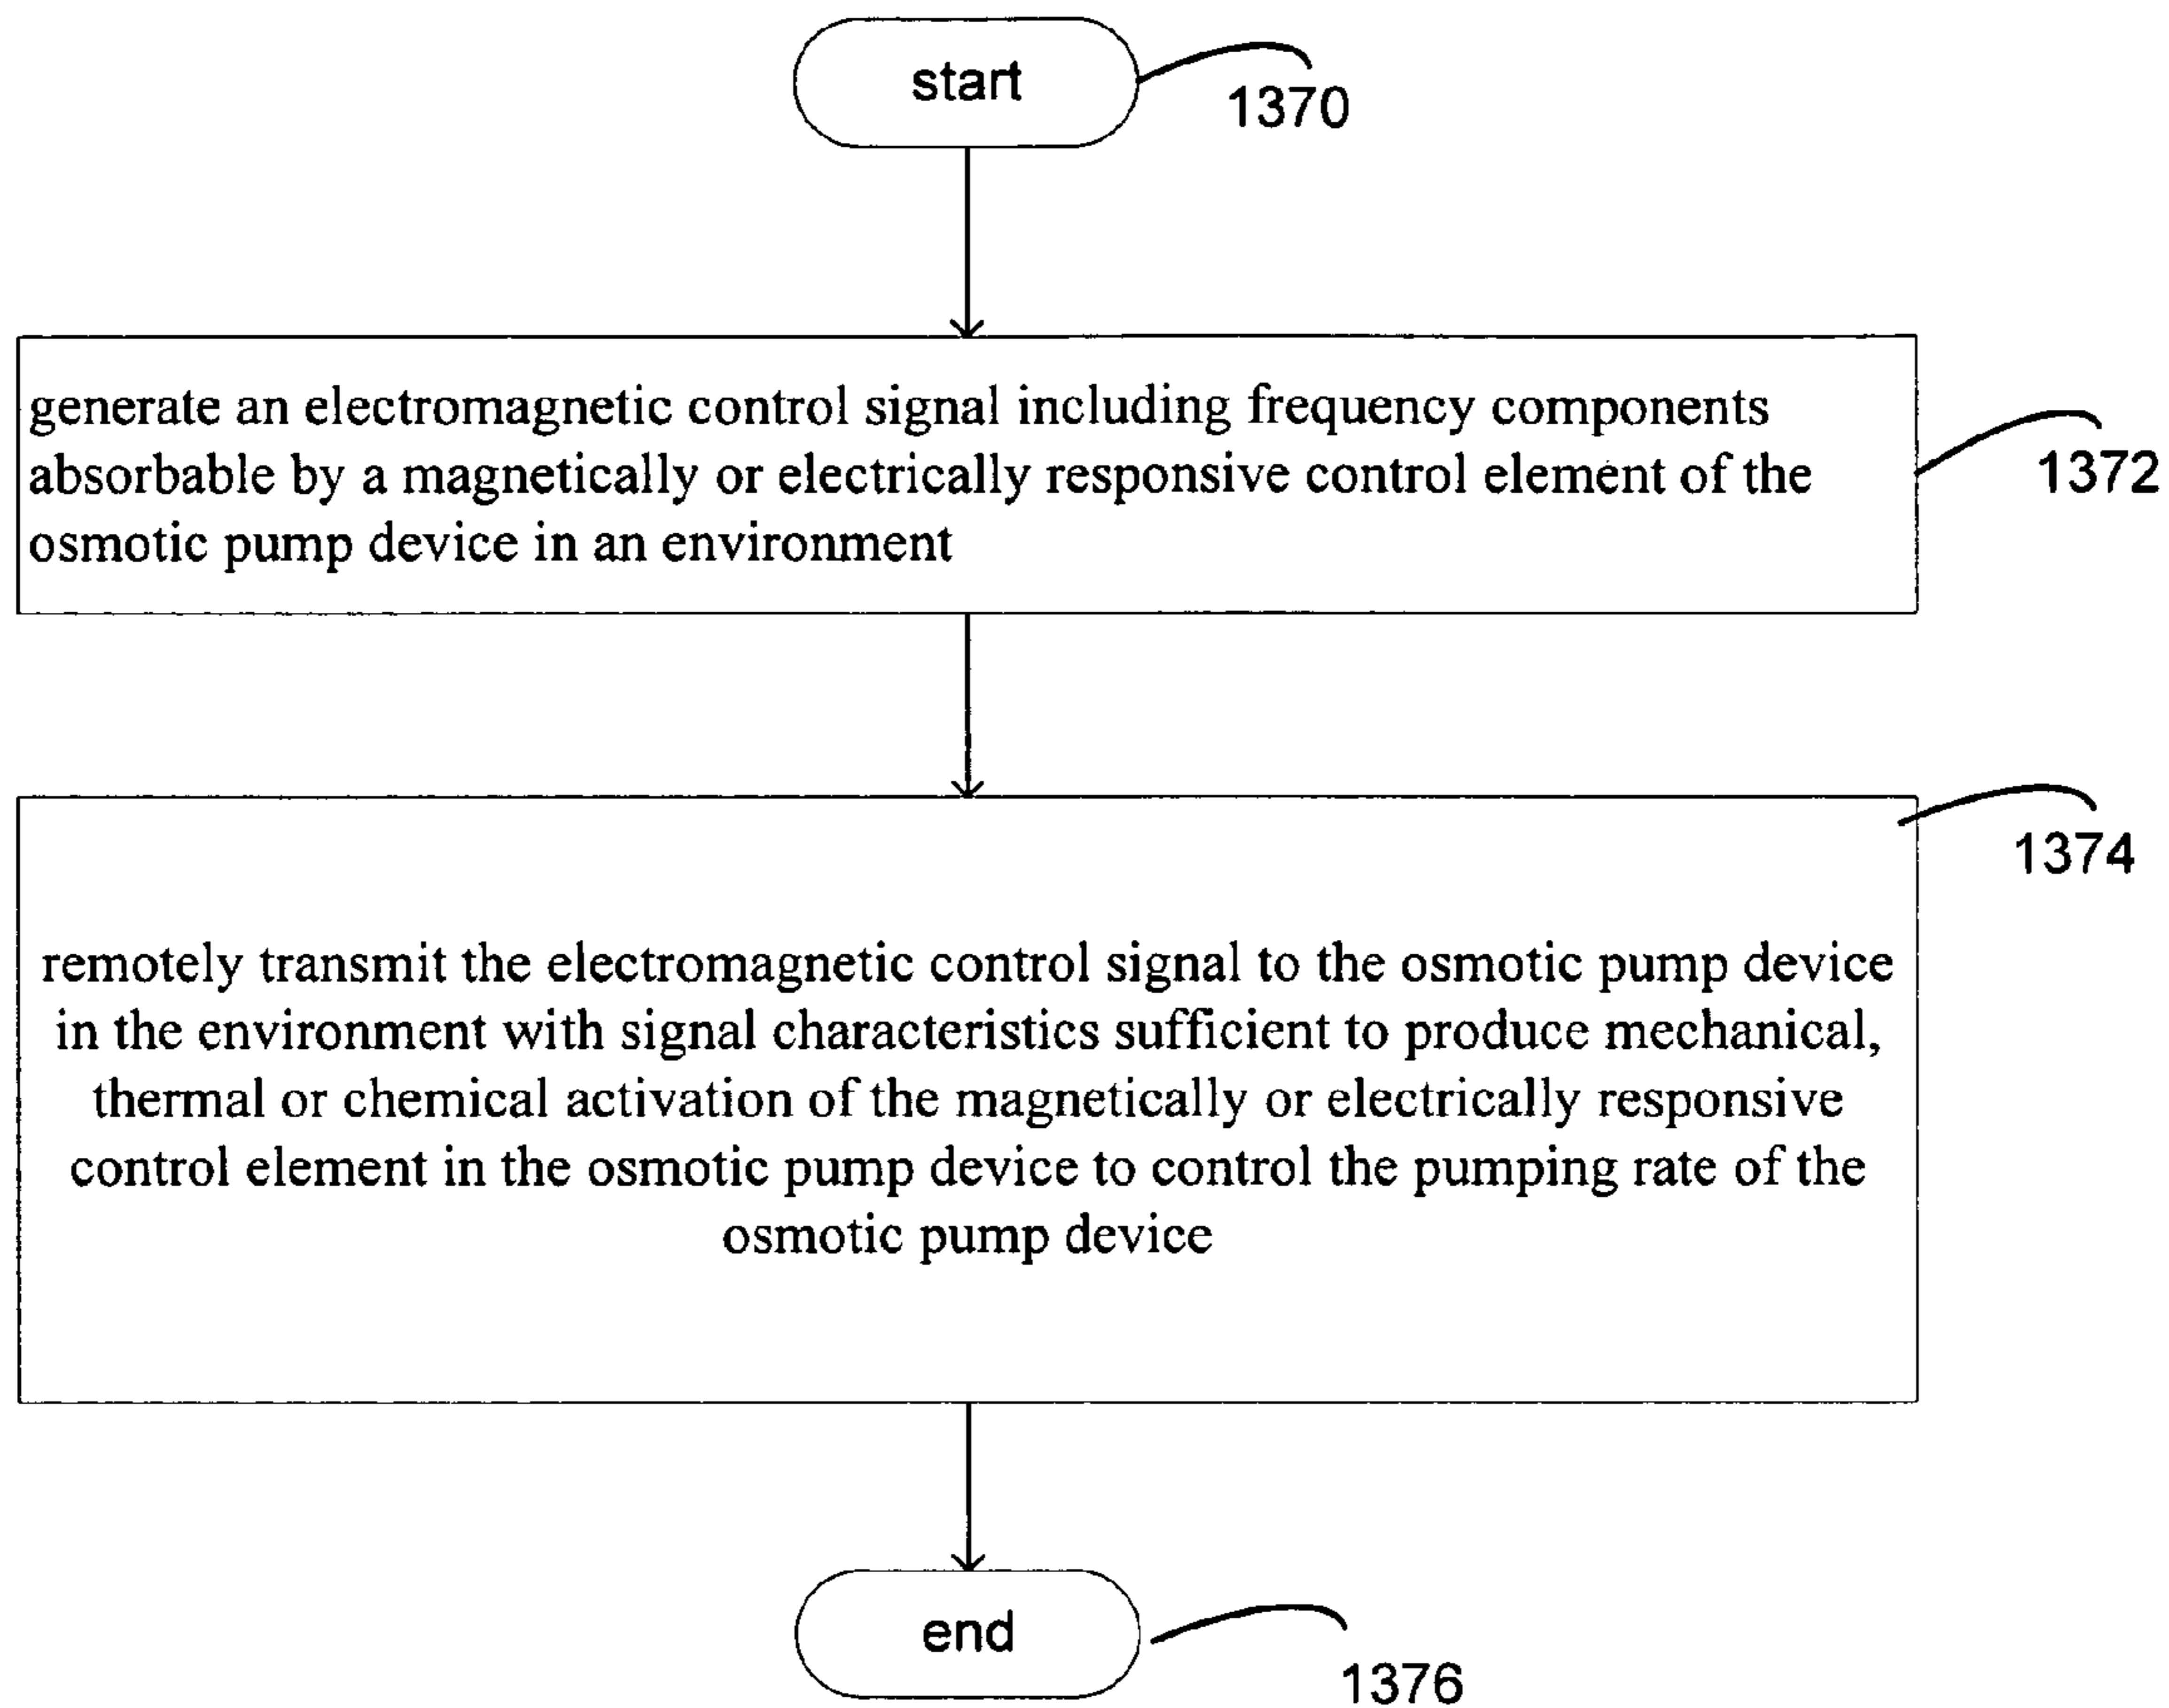 start
1370
generate an electromagnetic control signal including frequency components
absorbable by a magnetically or electrically responsive control element of the
osmotic pump device in an environment
1372
1374
remotely transmit the electromagnetic control signal to the osmotic pump device
in the environment with signal characteristics sufficient to produce mechanical,
thermal or chemical activation of the magnetically or electrically responsive
control element in the osmotic pump device to control the pumping rate of the
osmotic pump device
end
1376